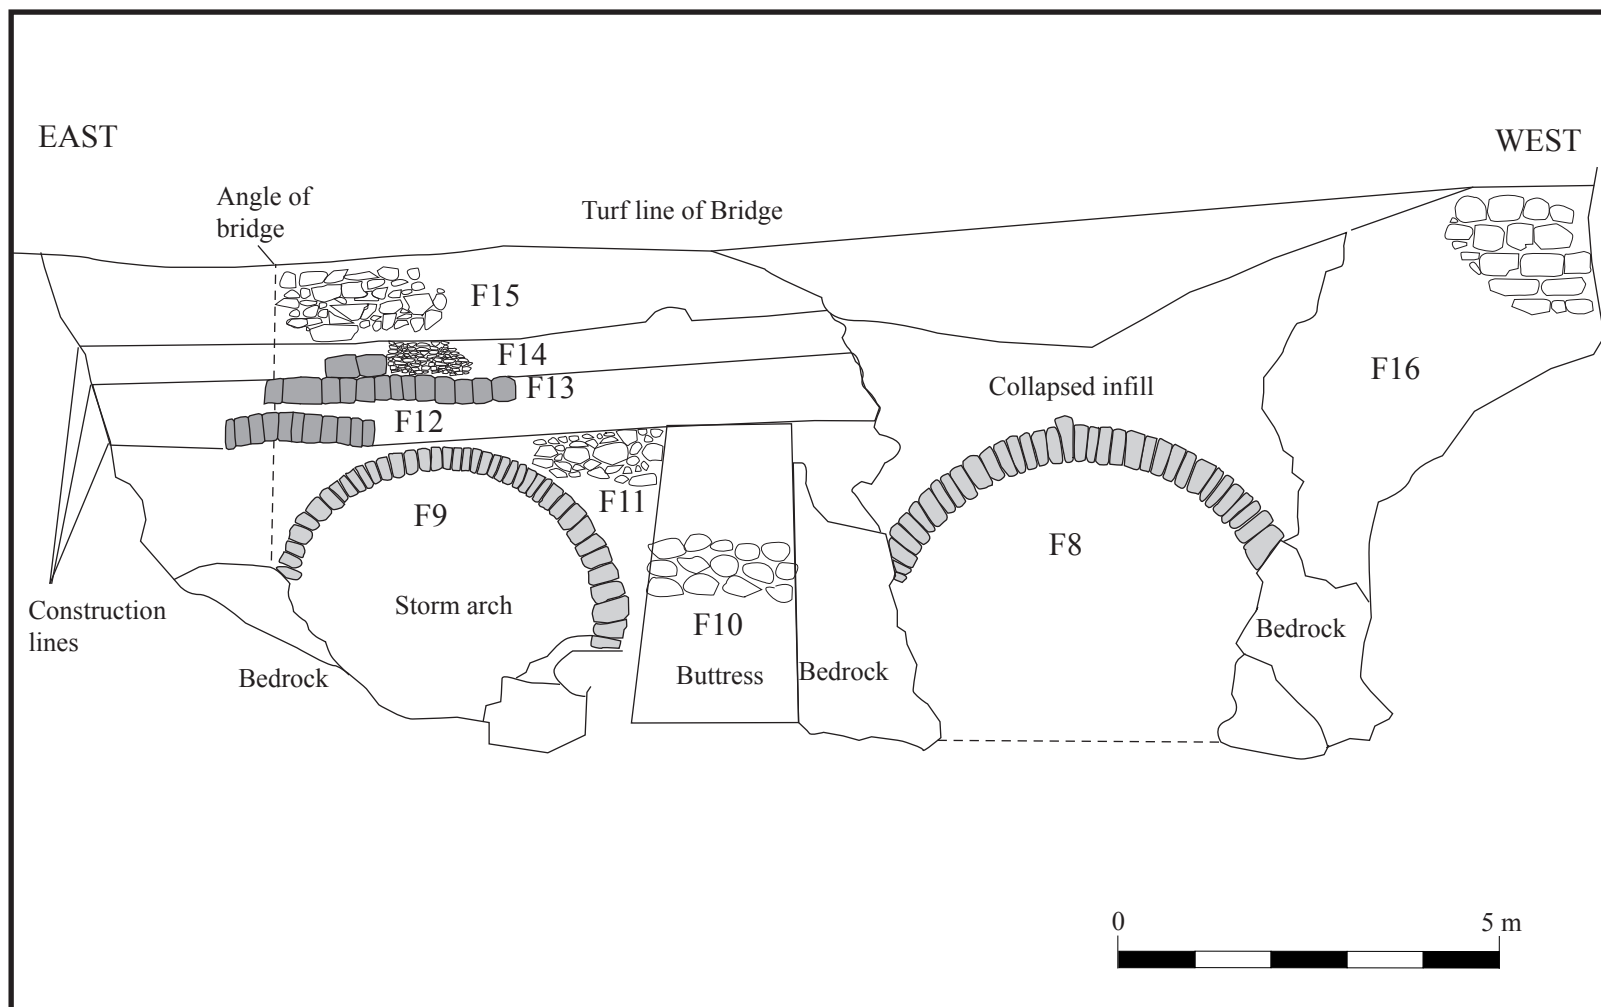 EAST
WEST
Angle of
bridge
Turf line of Bridge
F15
F14
F13
F12
F16
Collapsed infill
F11
F9
F8
Storm arch
F10
Construction
lines
Bedrock
Buttress
Bedrock
Bedrock
0
5 m